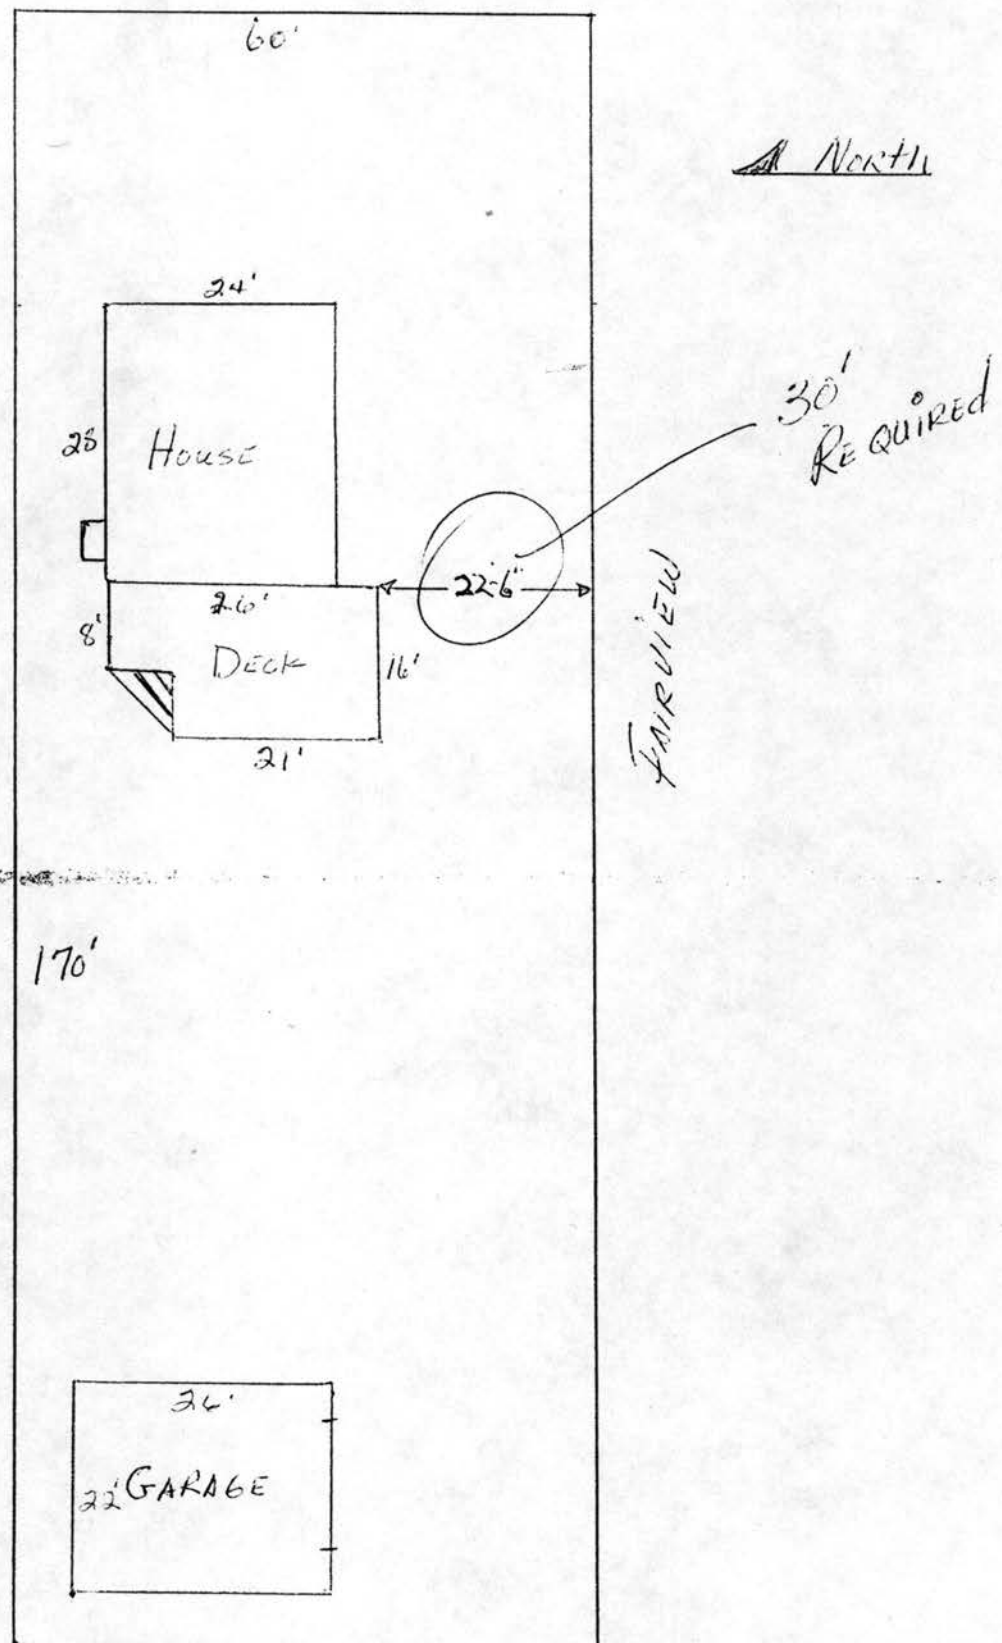 60'
North
24'
30'
REQUIRED
28
House
22'-6"
26'
8'
Deck
16'
FAIRVIEW
21'
170'
26'
22' GARAGE